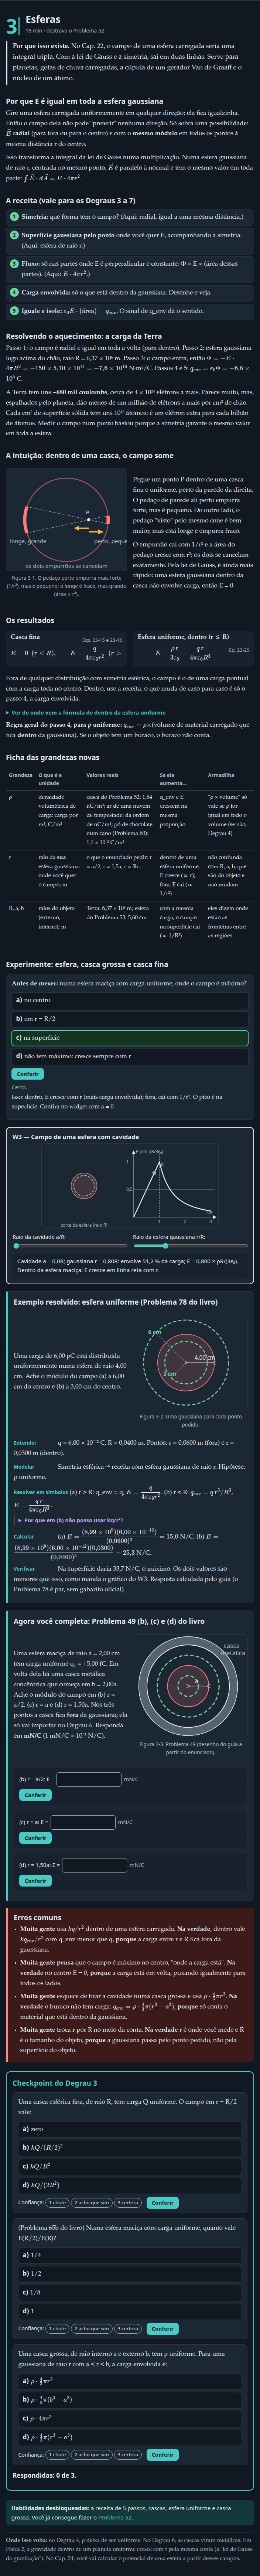 3 Esferas
18 min · destrava o Problema 52
Por que isso existe. No Cap. 22, o campo de uma esfera carregada seria uma
integral tripla. Com a lei de Gauss e a simetria, sai em duas linhas. Serve para
planetas, gotas de chuva carregadas, a cúpula de um gerador Van de Graaff e o
núcleo de um átomo.
Por que E é igual em toda a esfera gaussiana
Gire uma esfera carregada uniformemente em qualquer direção: ela fica igualzinha.
Então o campo dela não pode "preferir" nenhuma direção. Só sobra uma possibilidade:
E radial (para fora ou para o centro) e com o mesmo módulo em todos os pontos à
mesma distância r do centro.
Isso transforma a integral da lei de Gauss numa multiplicação. Numa esfera gaussiana
de raio r, centrada no mesmo ponto, E é paralelo à normal e tem o mesmo valor em toda
parte: ∮ E · dA = E · 4πr².
A receita (vale para os Degraus 3 a 7)
1 Simetria: que forma tem o campo? (Aqui: radial, igual a uma mesma distância.)
2 Superfície gaussiana pelo ponto onde você quer E, acompanhando a simetria.
(Aqui: esfera de raio r.)
3 Fluxo: só nas partes onde E é perpendicular e constante: Φ = E × (área dessas
partes). (Aqui: E · 4πr².)
4 Carga envolvida: só o que está dentro da gaussiana. Desenhe e veja.
5 Iguale e isole: ε₀E · (área) = q_env. O sinal de q_env dá o sentido.
Resolvendo o aquecimento: a carga da Terra
Passo 1: o campo é radial e igual em toda a volta (para dentro). Passo 2: esfera gaussiana
logo acima do chão, raio R = 6,37 × 10⁶ m. Passo 3: o campo entra, então Φ = −E ·
4πR² = −150 × 5,10 × 10¹⁴ = −7,6 × 10¹⁶ N·m²/C. Passos 4 e 5: q_env = ε₀Φ = −6,8 ×
10⁵ C.
A Terra tem uns −680 mil coulombs, cerca de 4 × 10²⁴ elétrons a mais. Parece muito, mas,
espalhados pelo planeta, dão menos de um milhão de elétrons a mais por cm² de chão.
Cada cm² de superfície sólida tem uns 10¹⁵ átomos: é um elétron extra para cada bilhão
de átomos. Medir o campo num ponto bastou porque a simetria garante o mesmo valor
em toda a esfera.
A intuição: dentro de uma casca, o campo some
P
longe, grande
perto, peque
os dois empurrões se cancelam
Figura 3-1. O pedaço perto empurra mais forte
(1/r²), mas é pequeno; o longe é fraco, mas grande
(área ∝ r²).
Pegue um ponto P dentro de uma casca
fina e uniforme, perto da parede da direita.
O pedaço de parede ali perto empurra
forte, mas é pequeno. Do outro lado, o
pedaço "visto" pelo mesmo cone é bem
maior, mas está longe e empurra fraco.
O empurrão cai com 1/r² e a área do
pedaço cresce com r²: os dois se cancelam
exatamente. Pela lei de Gauss, é ainda mais
rápido: uma esfera gaussiana dentro da
casca não envolve carga, então E = 0.
Os resultados
Casca fina Eqs. 23-15 e 23-16
E = 0 (r < R), E = q/(4πε₀r²) (r >
Esfera uniforme, dentro (r ≤ R)
E = ρr/(3ε₀) = qr/(4πε₀R³) Eq. 23-20
Fora de qualquer distribuição com simetria esférica, o campo é o de uma carga pontual
com a carga toda no centro. Dentro, use a receita: o que muda de caso para caso é só o
passo 4, a carga envolvida.
▸ Ver de onde vem a fórmula de dentro da esfera uniforme
Regra geral do passo 4, para ρ uniforme: q_env = ρ×(volume de material carregado que
fica dentro da gaussiana). Se o objeto tem um buraco, o buraco não conta.
Ficha das grandezas novas
Grandeza O que é e unidade Valores reais Se ela aumenta… Armadilha
ρ densidade volumétrica de carga: carga por m³; C/m³ casca do Problema 52: 1,84 nC/m³; ar de uma nuvem de tempestade: da ordem de nC/m³; pó de chocolate num cano (Problema 60): 1,1 × 10⁻³ C/m³ q_env e E crescem na mesma proporção "ρ × volume" só vale se ρ for igual em todo o volume (se não, Degrau 4)
r raio da sua esfera gaussiana: onde você quer o campo; m o que o enunciado pedir: r = a/2, r = 1,5a, r = 3b… dentro de uma esfera uniforme, E cresce (∝ r); fora, E cai (∝ 1/r²) não confunda com R, a, b, que são do objeto e não mudam
R, a, b raios do objeto (externo, interno); m Terra: 6,37 × 10⁶ m; esfera do Problema 53: 5,60 cm com a mesma carga, o campo na superfície cai (∝ 1/R²) eles dizem onde estão as fronteiras entre as regiões
Experimente: esfera, casca grossa e casca fina
Antes de mexer: numa esfera maciça com carga uniforme, onde o campo é máximo?
a) no centro
b) em r = R/2
c) na superfície
d) não tem máximo: cresce sempre com r
Conferir
Certo.
Isso: dentro, E cresce com r (mais carga envolvida); fora, cai com 1/r². O pico é na
superfície. Confira no widget com a = 0.
W3 — Campo de uma esfera com cavidade
corte da esfera (raio R)
E (em ρR/3ε₀)
1
0,5
1 2 3
Raio da cavidade a/R:
Raio da esfera gaussiana r/R:
Cavidade a = 0,0R; gaussiana r = 0,80R: envolve 51,2 % da carga; E = 0,800 × ρR/(3ε₀).
Dentro da esfera maciça: E cresce em linha reta com r.
Exemplo resolvido: esfera uniforme (Problema 78 do livro)
Uma carga de 6,00 pC está distribuída
uniformemente numa esfera de raio 4,00
cm. Ache o módulo do campo (a) a 6,00
cm do centro e (b) a 3,00 cm do centro.
6 cm
4,00 cm
3 cm
Figura 3-2. Uma gaussiana para cada ponto
pedido.
Entender q = 6,00 × 10⁻¹² C, R = 0,0400 m. Pontos: r = 0,0600 m (fora) e r =
0,0300 m (dentro).
Modelar Simetria esférica → receita com esfera gaussiana de raio r. Hipótese:
ρ uniforme.
Resolver em símbolos (a) r > R: q_env = q, E = q/(4πε₀r²). (b) r < R: q_env = q r³/R³,
E = qr/(4πε₀R³).
▸ Por que em (b) não posso usar kq/r²?
Calcular (a) E = (8,99 × 10⁹)(6,00 × 10⁻¹²)/(0,0600)² = 15,0 N/C. (b) E =
(8,99 × 10⁹)(6,00 × 10⁻¹²)(0,0300)/(0,0400)³ = 25,3 N/C.
Verificar Na superfície daria 33,7 N/C, o máximo. Os dois valores são
menores que isso, como manda o gráfico do W3. Resposta calculada pelo guia (o
Problema 78 é par, sem gabarito oficial).
Agora você completa: Problema 49 (b), (c) e (d) do livro
Uma esfera maciça de raio a = 2,00 cm
tem carga uniforme q₁ = +5,00 fC. Em
volta dela há uma casca metálica
concêntrica que começa em b = 2,00a.
Ache o módulo do campo em (b) r =
a/2, (c) r = a e (d) r = 1,50a. Nos três
pontos a casca fica fora da gaussiana; ela
só vai importar no Degrau 6. Responda
em mN/C (1 mN/C = 10⁻³ N/C).
casca
metálica
a
Figura 3-3. Problema 49 (desenho do guia a
partir do enunciado).
(b) r = a/2: E = mN/C
Conferir
(c) r = a: E = mN/C
Conferir
(d) r = 1,50a: E = mN/C
Conferir
Erros comuns
• Muita gente usa kq/r² dentro de uma esfera carregada. Na verdade, dentro vale
kq_env/r² com q_env menor que q, porque a carga entre r e R fica fora da
gaussiana.
• Muita gente pensa que o campo é máximo no centro, "onde a carga está". Na
verdade no centro E = 0, porque a carga está em volta, puxando igualmente para
todos os lados.
• Muita gente esquece de tirar a cavidade numa casca grossa e usa ρ · 4/3 πr³. Na
verdade o buraco não tem carga: q_env = ρ · 4/3 π(r³ − a³), porque só conta o
material que está dentro da gaussiana.
• Muita gente troca r por R no meio da conta. Na verdade r é onde você mede e R
é o tamanho do objeto, porque a gaussiana passa pelo ponto pedido, não pela
superfície do objeto.
Checkpoint do Degrau 3
Uma casca esférica fina, de raio R, tem carga Q uniforme. O campo em r = R/2
vale:
a) zero
b) kQ/(R/2)²
c) kQ/R²
d) kQ/(2R²)
Confiança: 1 chute 2 acho que sim 3 certeza Conferir
(Problema 65b do livro) Numa esfera maciça com carga uniforme, quanto vale
E(R/2)/E(R)?
a) 1/4
b) 1/2
c) 1/8
d) 1
Confiança: 1 chute 2 acho que sim 3 certeza Conferir
Uma casca grossa, de raio interno a e externo b, tem ρ uniforme. Para uma
gaussiana de raio r com a < r < b, a carga envolvida é:
a) ρ · 4/3 πr³
b) ρ · 4/3 π(b³ − a³)
c) ρ · 4πr²
d) ρ · 4/3 π(r³ − a³)
Confiança: 1 chute 2 acho que sim 3 certeza Conferir
Respondidas: 0 de 3.
Habilidades desbloqueadas: a receita de 5 passos, cascas, esfera uniforme e casca
grossa. Você já consegue fazer o Problema 52.
Onde isso volta: no Degrau 4, ρ deixa de ser uniforme. No Degrau 6, as cascas viram metálicas. Em
Física 2, a gravidade dentro de um planeta uniforme cresce com r pela mesma conta (a "lei de Gauss
da gravitação"). No Cap. 24, você vai calcular o potencial de uma esfera a partir desses campos.